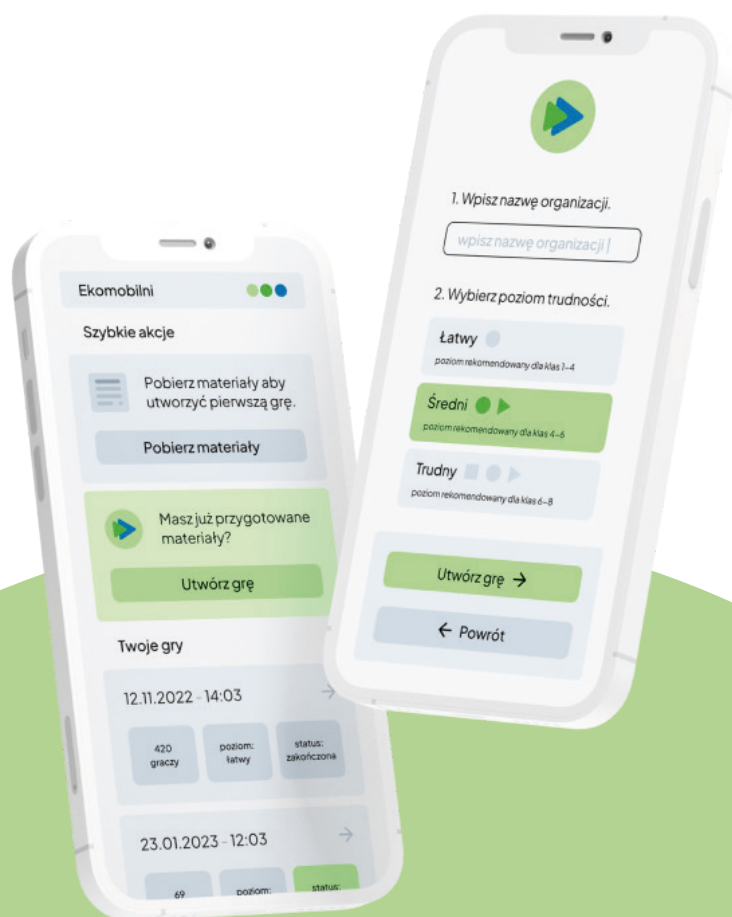 Ekomobilni
Szybkie akcje
Pobierz materiały aby
utworzyć pierwszą grę.
Pobierz materiały
Masz już przygotowane
materiały?
Utwórz grę
Twoje gry
12.11.2022 - 14:03
420
graczy
poziom:
łatwy
status:
zakończona
23.01.2023 - 12:03
69
poziom:
status:
1. Wpisz nazwę organizacji.
wpisz nazwę organizacji |
2. Wybierz poziom trudności.
Łatwy
poziom rekomendowany dla klas 1-4
Średni
poziom rekomendowany dla klas 4-6
Trudny
poziom rekomendowany dla klas 6-8
Utwórz grę →
← Powrót